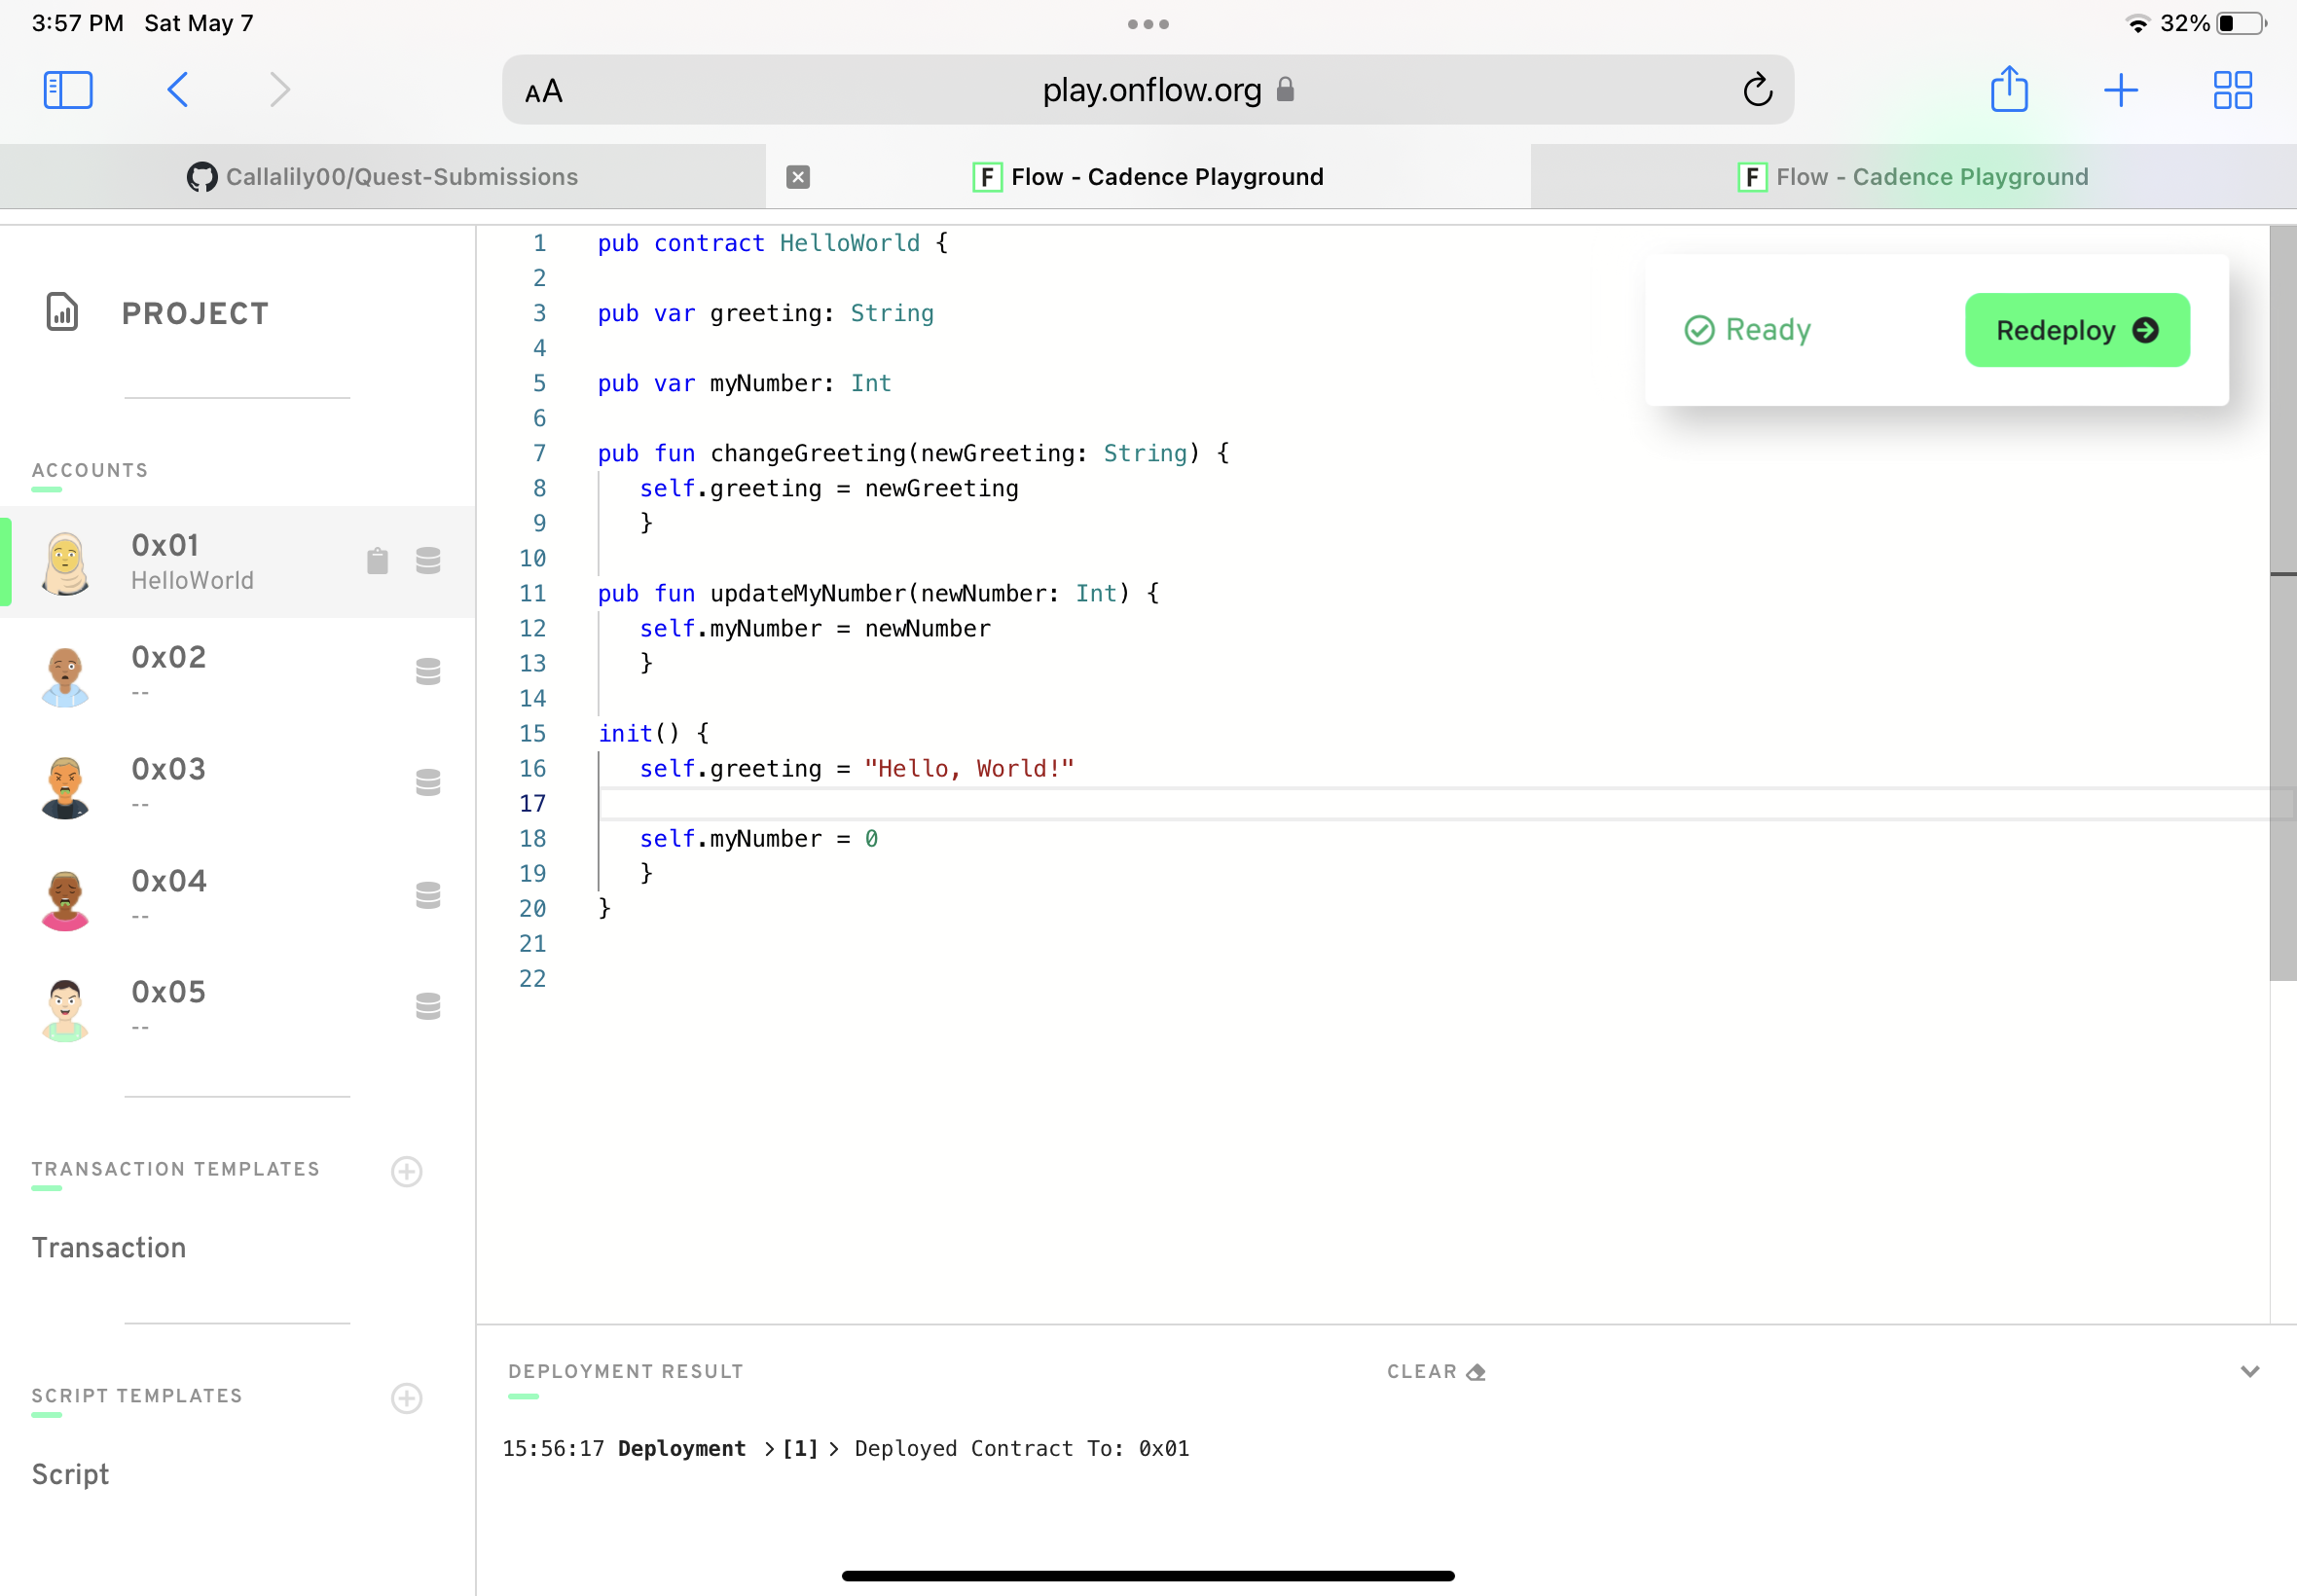 3:57 PM Sat May 7
32%
AA
play.onflow.org
Callalily00/Quest-Submissions
F Flow - Cadence Playground
F Flow - Cadence Playground
PROJECT
ACCOUNTS
0x01
HelloWorld
0x02
--
0x03
--
0x04
--
0x05
--
TRANSACTION TEMPLATES
Transaction
SCRIPT TEMPLATES
Script
1 pub contract HelloWorld {
2
3 pub var greeting: String
4
5 pub var myNumber: Int
6
7 pub fun changeGreeting(newGreeting: String) {
8 self.greeting = newGreeting
9 }
10
11 pub fun updateMyNumber(newNumber: Int) {
12 self.myNumber = newNumber
13 }
14
15 init() {
16 self.greeting = "Hello, World!"
17
18 self.myNumber = 0
19 }
20 }
21
22
Ready
Redeploy
DEPLOYMENT RESULT
CLEAR
15:56:17 Deployment > [1] > Deployed Contract To: 0x01